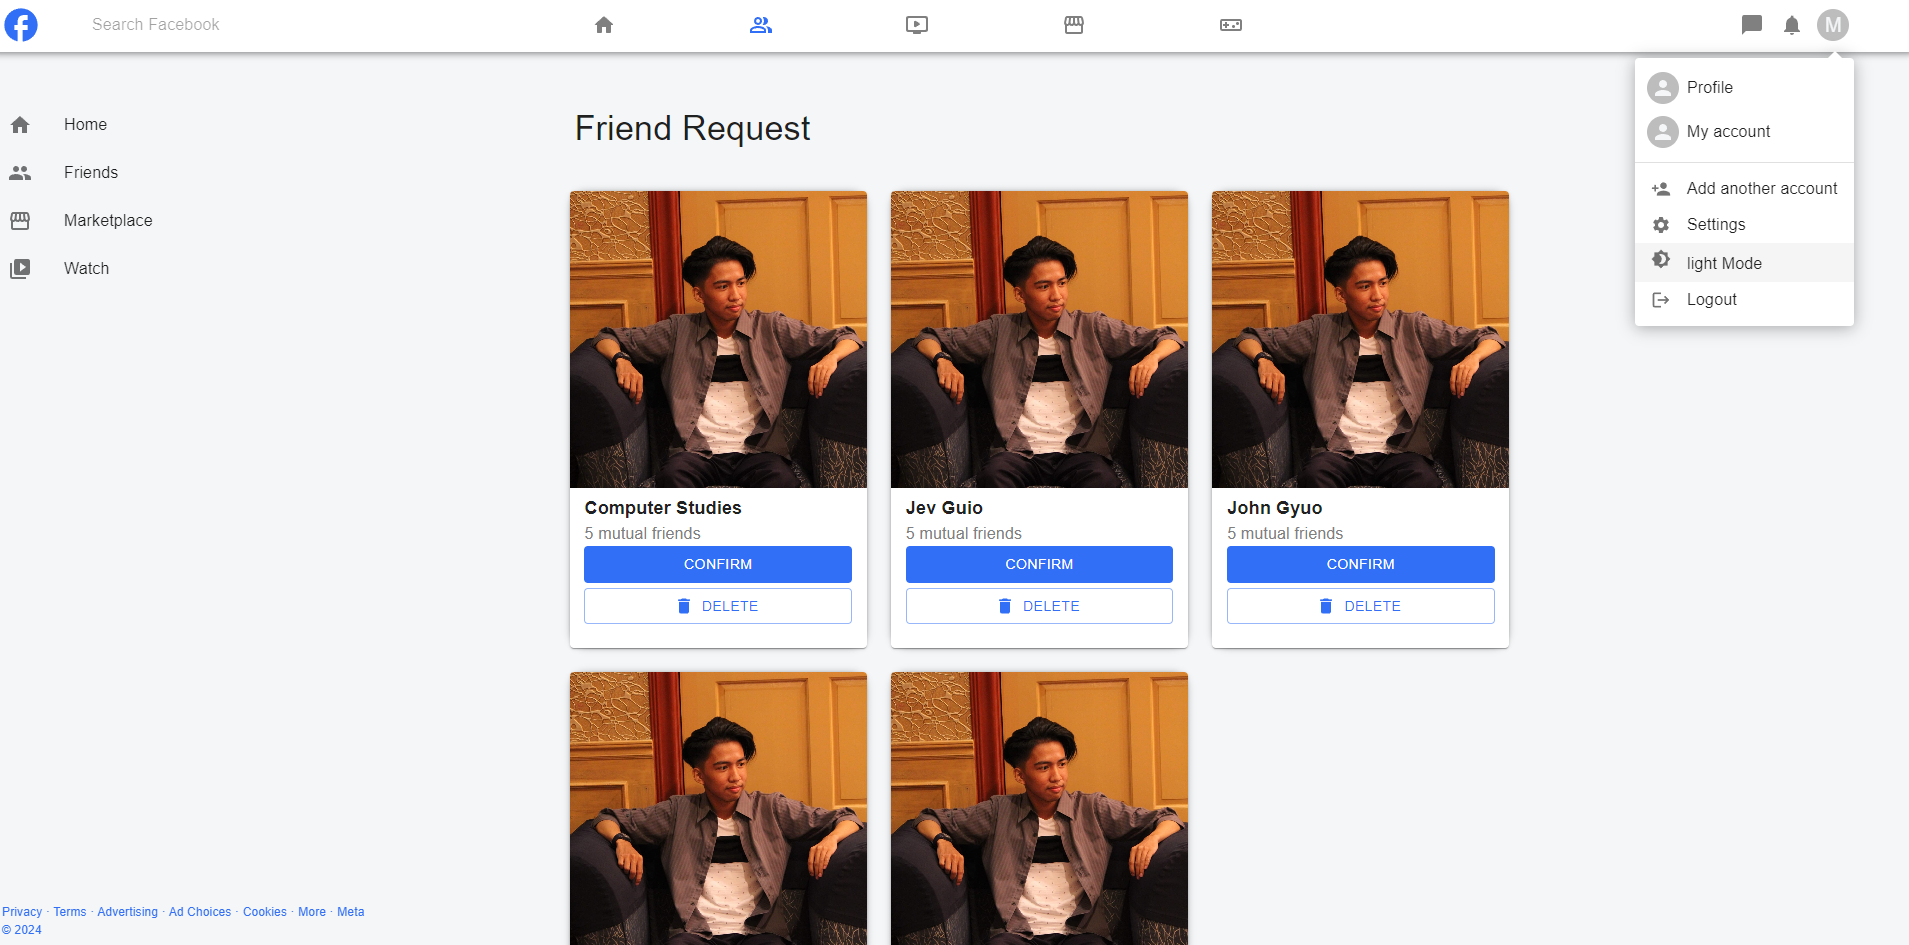 Search Facebook
M
Profile
My account
Add another account
Settings
light Mode
Logout
Home
Friends
Marketplace
Watch
Friend Request
Computer Studies
5 mutual friends
CONFIRM
DELETE
Jev Guio
5 mutual friends
CONFIRM
DELETE
John Gyuo
5 mutual friends
CONFIRM
DELETE
Privacy · Terms · Advertising · Ad Choices · Cookies · More · Meta
© 2024